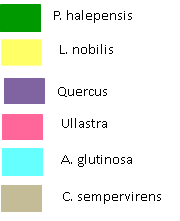 P. halepensis
L. nobilis
Quercus
Ullastra
A. glutinosa
C. sempervirens